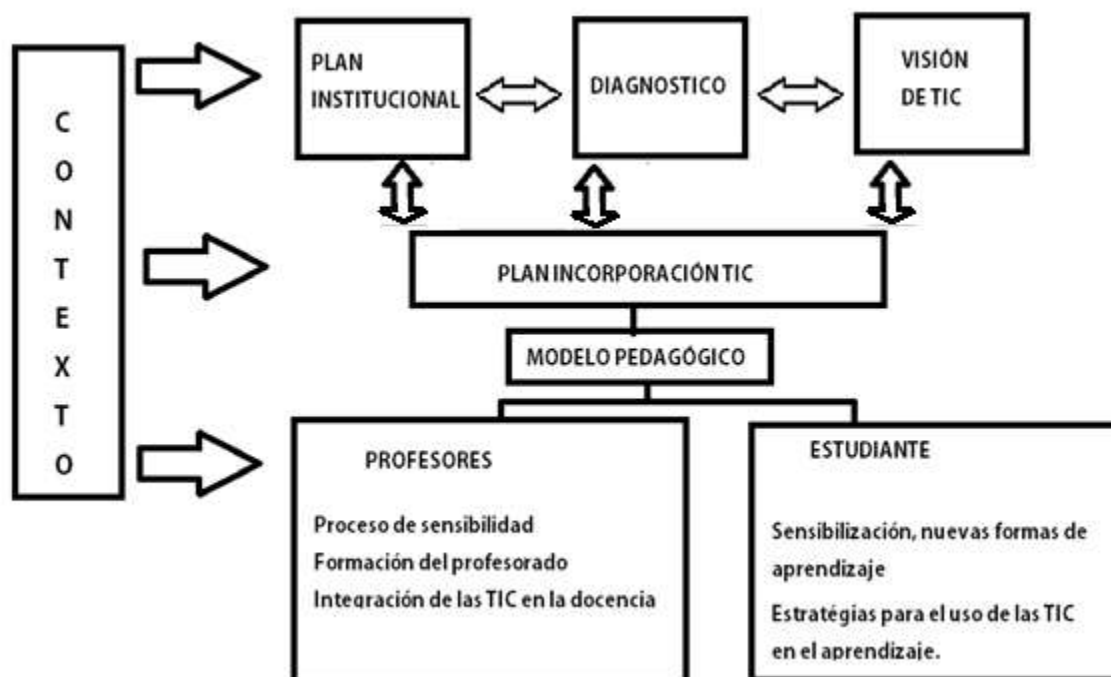 CONTEXTO
PLAN
INSTITUCIONAL
DIAGNOSTICO
VISIÓN
DE TIC
PLAN INCORPORACIÓN TIC
MODELO PEDAGÓGICO
PROFESORES
Proceso de sensibilidad
Formación del profesorado
Integración de las TIC en la docencia
ESTUDIANTE
Sensibilización, nuevas formas de
aprendizaje
Estratégias para el uso de las TIC
en el aprendizaje.